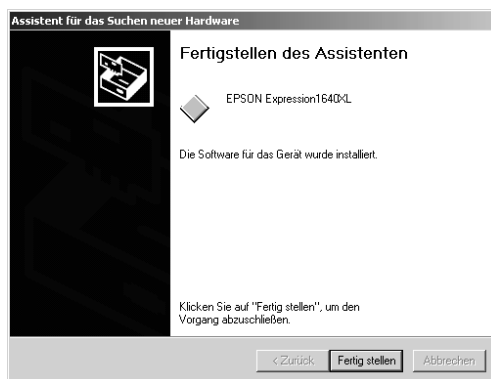 Assistent für das Suchen neuer Hardware
Fertigstellen des Assistenten
EPSON Expression1640XL
Die Software für das Gerät wurde installiert.
Klicken Sie auf "Fertig stellen", um den
Vorgang abzuschließen.
< Zurück
Fertig stellen
Abbrechen